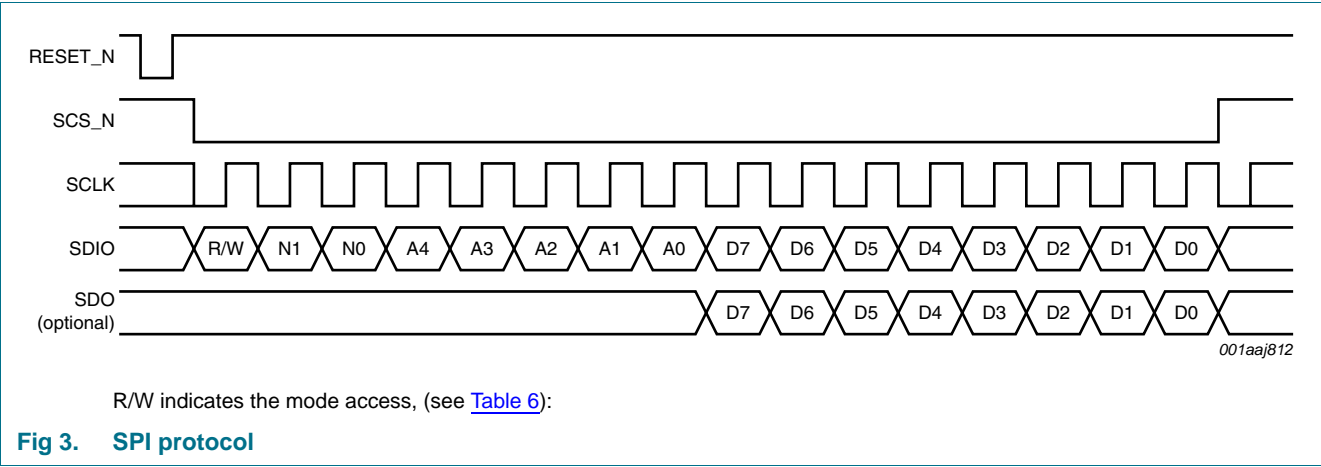 RESET_N
SCS_N
SCLK
SDIO R/W N1 N0 A4 A3 A2 A1 A0 D7 D6 D5 D4 D3 D2 D1 D0
SDO
(optional) D7 D6 D5 D4 D3 D2 D1 D0
001aaj812
R/W indicates the mode access, (see Table 6):
Fig 3. SPI protocol